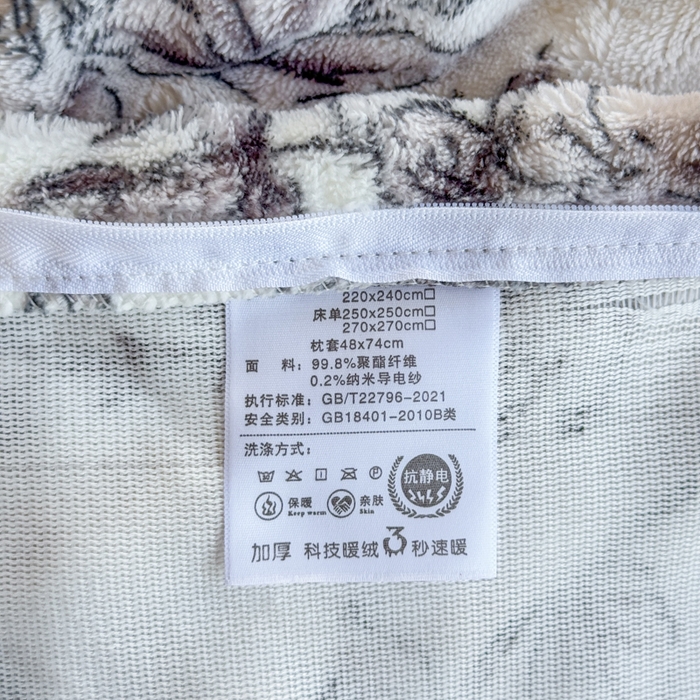 220x240cm□
床单250x250cm□
270x270cm□
枕套48x74cm
面 料：99.8%聚酯纤维
0.2%纳米导电纱
执行标准：GB/T22796-2021
安全类别：GB18401-2010B类
洗涤方式：
P
抗静电
保暖
Keep warm
亲肤
Skin
加厚 科技暖绒3秒速暖